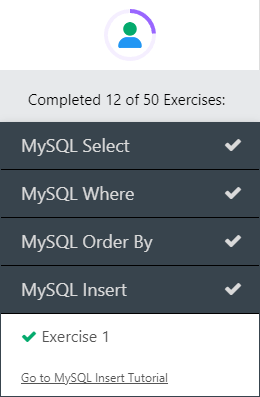 Completed 12 of 50 Exercises:
MySQL Select
MySQL Where
MySQL Order By
MySQL Insert
Exercise 1
Go to MySQL Insert Tutorial